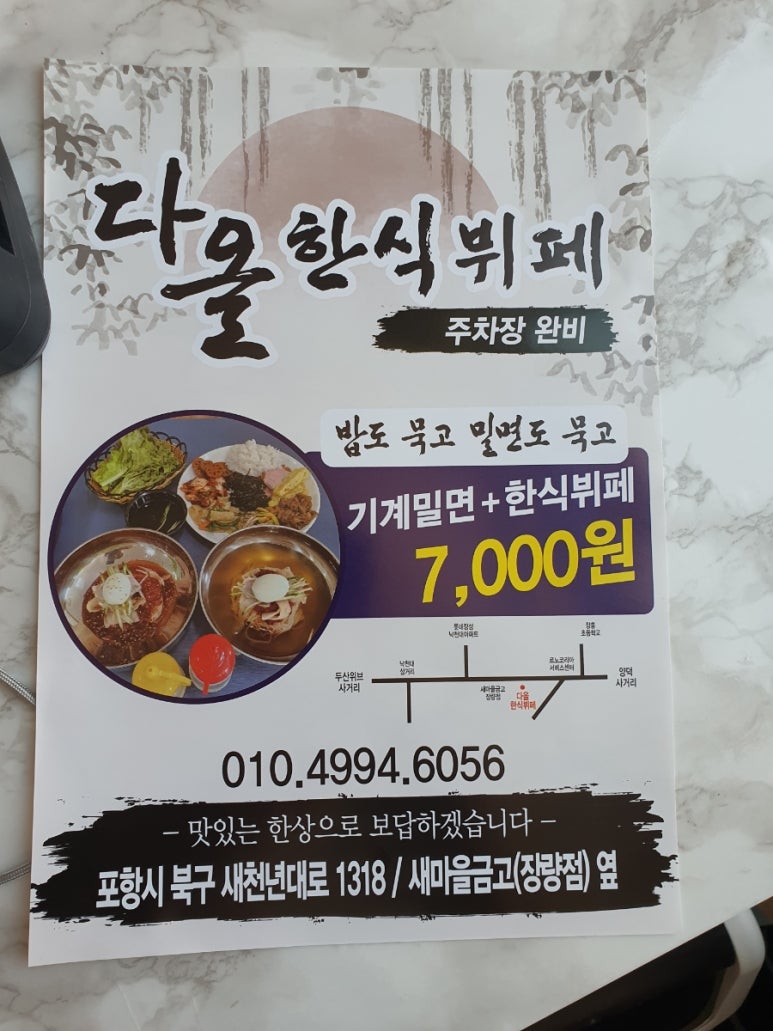 다올 한식뷔페
주차장 완비
밥도 묵고 밀면도 묵고
기계밀면+한식뷔페
7,000원
롯데장성
낙천대아파트
장흥
초등학교
낙천대
삼거리
르노코리아
서비스센터
두산위브
사거리
양덕
사거리
새마을금고
장량점
다올
한식뷔페
010.4994.6056
- 맛있는 한상으로 보답하겠습니다 -
포항시 북구 새천년대로 1318 / 새마을금고(장량점) 옆